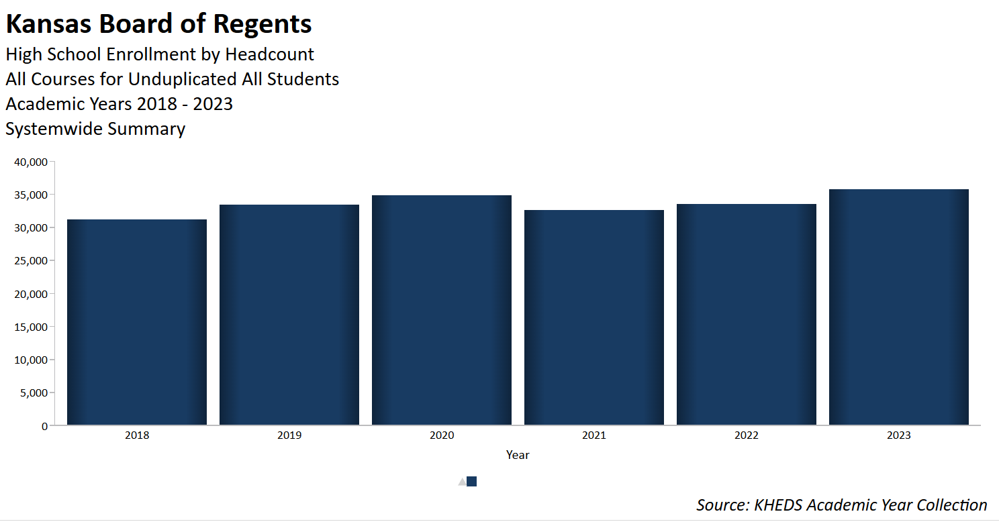 Kansas Board of Regents
High School Enrollment by Headcount
All Courses for Unduplicated All Students
Academic Years 2018 - 2023
Systemwide Summary
40,000
35,000
30,000
25,000
20,000
15,000
10,000
5,000
0
2018 2019 2020 2021 2022 2023
Year
Source: KHEDS Academic Year Collection